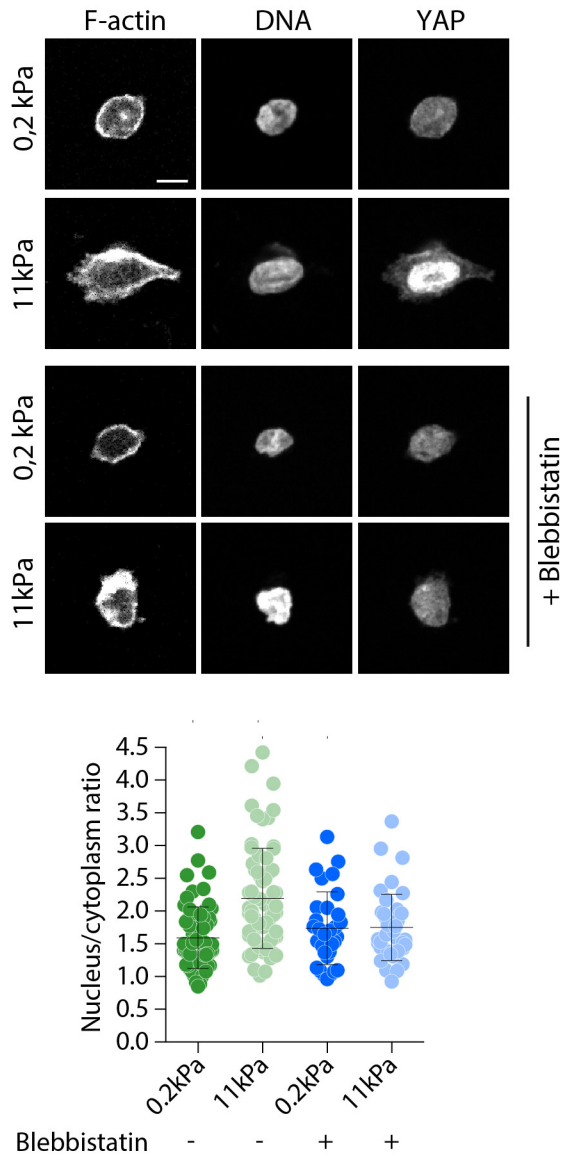 F-actin DNA YAP
0,2 kPa
11kPa
0,2 kPa
11kPa
+ Blebbistatin
4.5
4.0
3.5
3.0
2.5
2.0
1.5
1.0
0.5
0.0
Nucleus/cytoplasm ratio
0.2kPa 11kPa 0.2kPa 11kPa
Blebbistatin - - + +